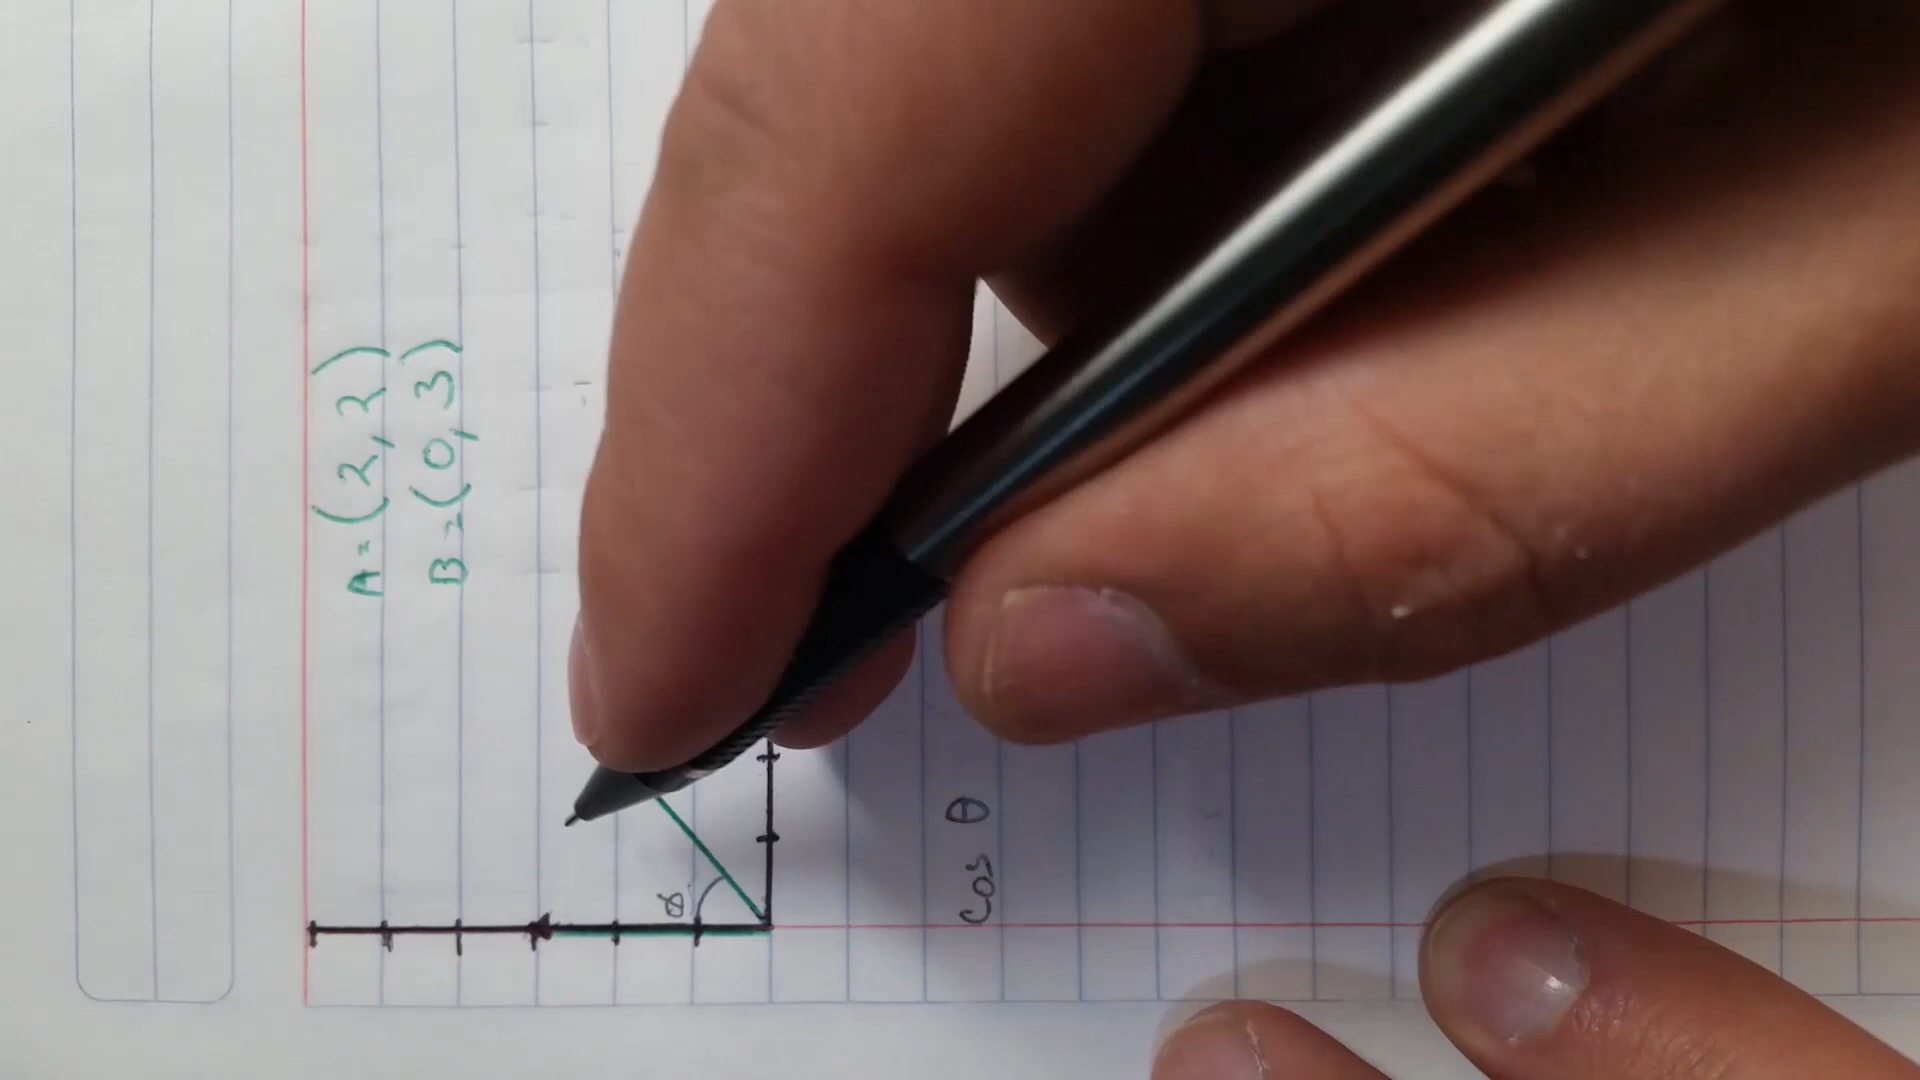 A=(2,2)
B=(0,3)
α
cos θ